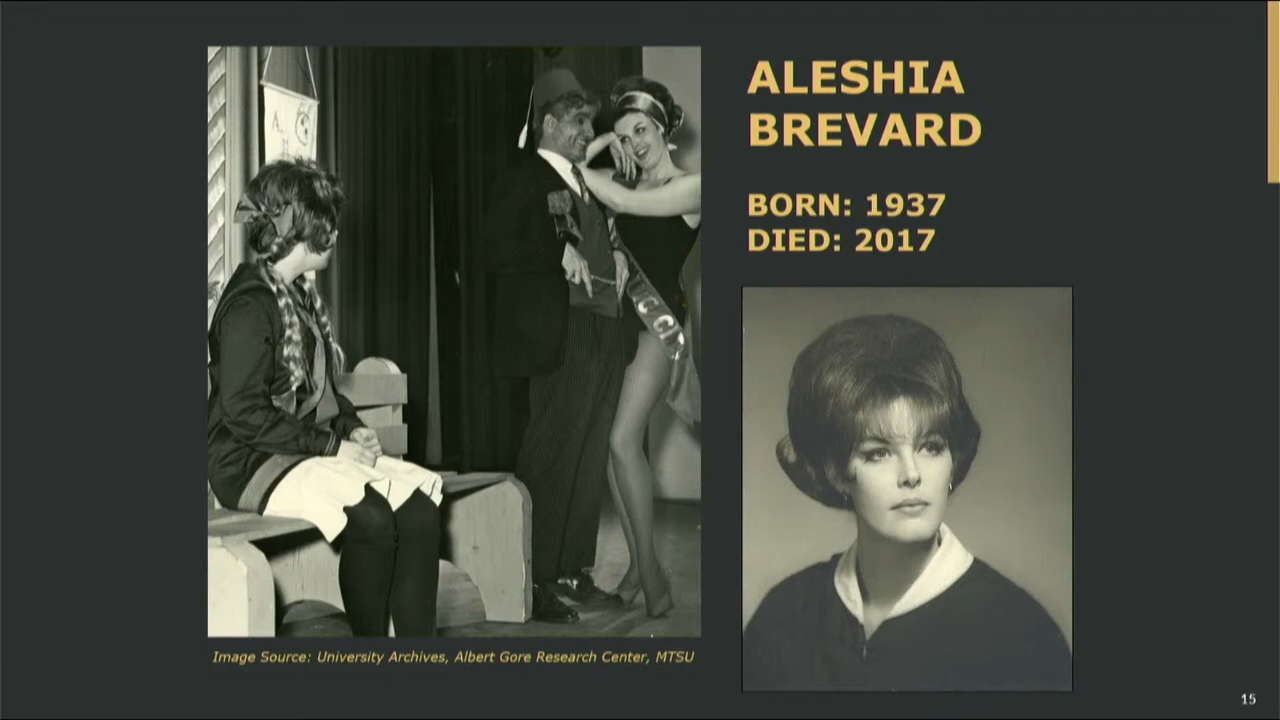 ALESHIA
BREVARD
BORN: 1937
DIED: 2017
Image Source: University Archives, Albert Gore Research Center, MTSU
15